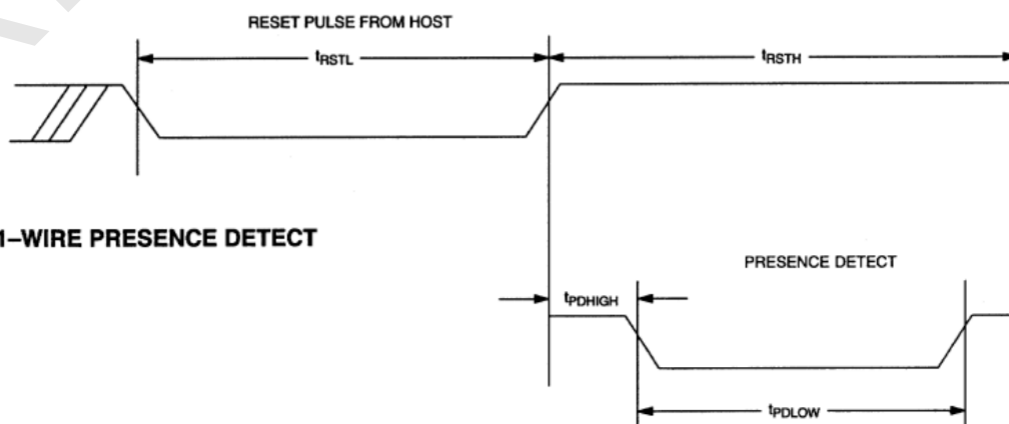 RESET PULSE FROM HOST
tRSTL
tRSTH
1–WIRE PRESENCE DETECT
PRESENCE DETECT
tPDHIGH
tPDLOW